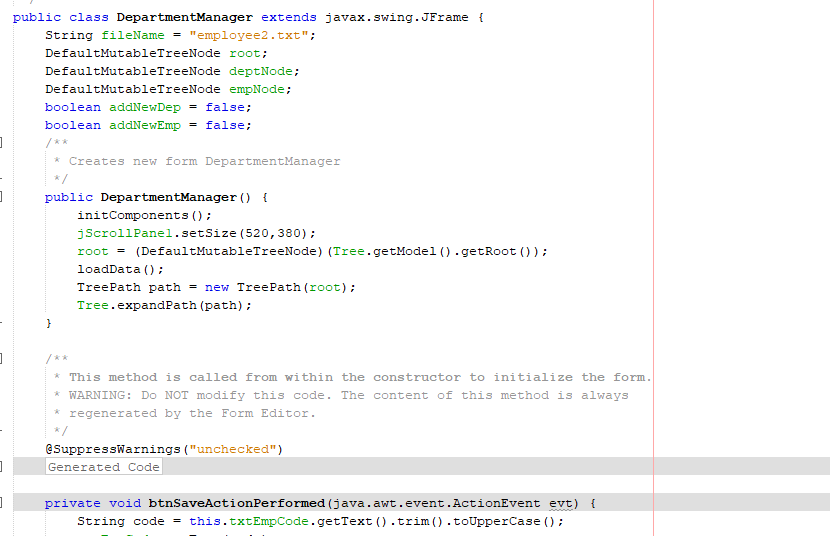 public class DepartmentManager extends javax.swing.JFrame {
String fileName = "employee2.txt";
DefaultMutableTreeNode root;
DefaultMutableTreeNode deptNode;
DefaultMutableTreeNode empNode;
boolean addNewDep = false;
boolean addNewEmp = false;
/**
* Creates new form DepartmentManager
*/
public DepartmentManager() {
initComponents();
jScrollPanel.setSize(520,380);
root = (DefaultMutableTreeNode)(Tree.getModel().getRoot());
loadData();
TreePath path = new TreePath(root);
Tree.expandPath(path);
}
/**
* This method is called from within the constructor to initialize the form.
* WARNING: Do NOT modify this code. The content of this method is always
* regenerated by the Form Editor.
*/
@SuppressWarnings("unchecked")
Generated Code
private void btnSaveActionPerformed(java.awt.event.ActionEvent evt) {
String code = this.txtEmpCode.getText().trim().toUpperCase();